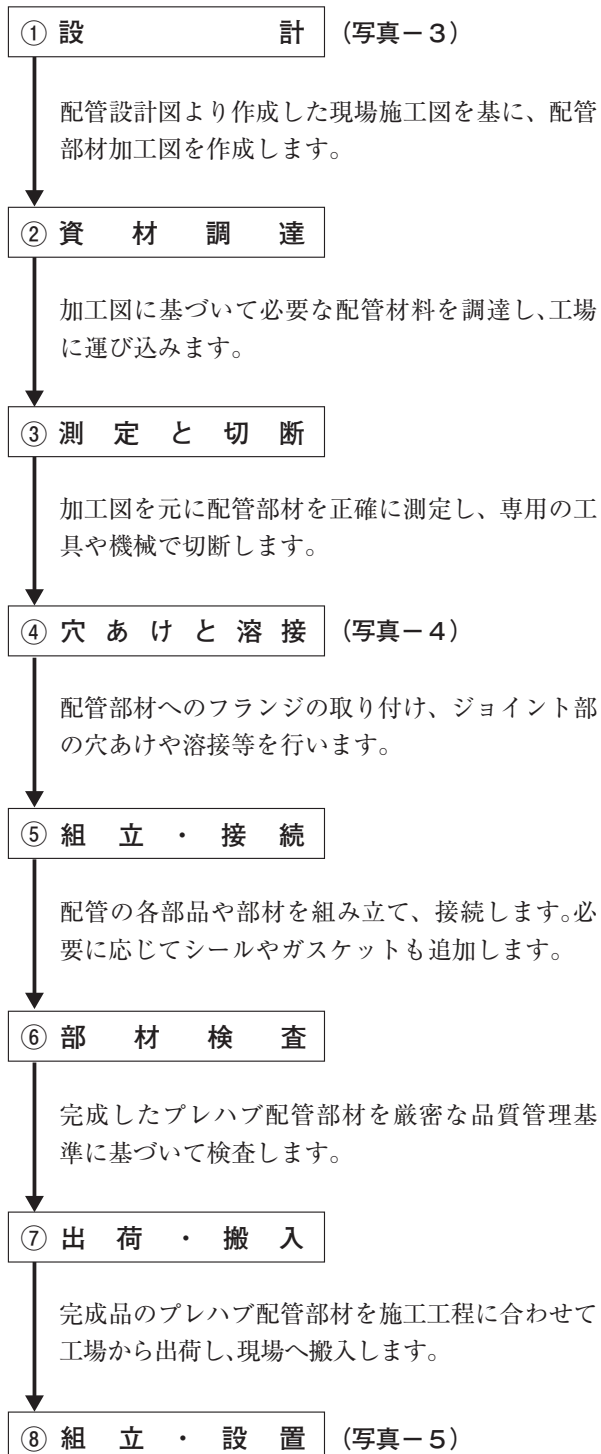 ① 設計 (写真－3)
配管設計図より作成した現場施工図を基に、配管
部材加工図を作成します。
② 資材調達
加工図に基づいて必要な配管材料を調達し、工場
に運び込みます。
③ 測定と切断
加工図を元に配管部材を正確に測定し、専用の工
具や機械で切断します。
④ 穴あけと溶接 (写真－4)
配管部材へのフランジの取り付け、ジョイント部
の穴あけや溶接等を行います。
⑤ 組立・接続
配管の各部品や部材を組み立て、接続します。必
要に応じてシールやガスケットも追加します。
⑥ 部材検査
完成したプレハブ配管部材を厳密な品質管理基
準に基づいて検査します。
⑦ 出荷・搬入
完成品のプレハブ配管部材を施工工程に合わせて
工場から出荷し、現場へ搬入します。
⑧ 組立・設置 (写真－5)